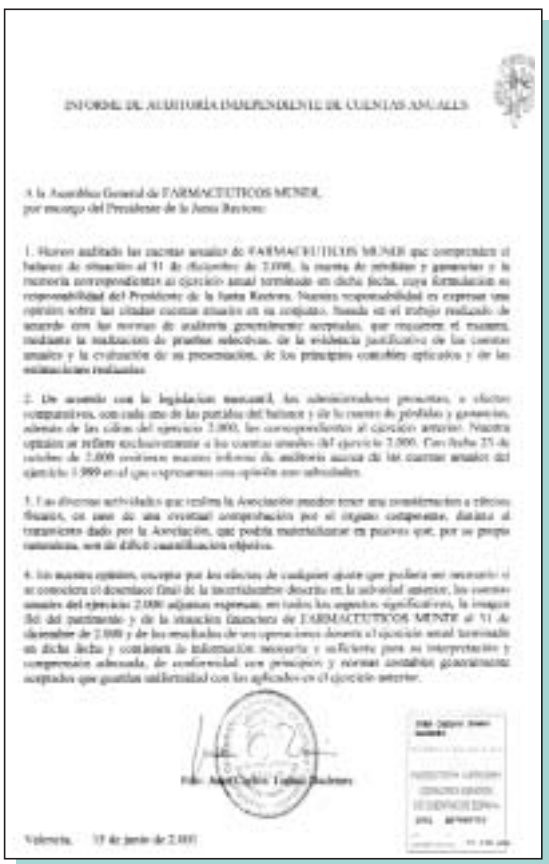 INFORME DE AUDITORÍA INDEPENDIENTE DE CUENTAS ANUALES
A la Asamblea General de FARMACEUTICOS MUNDI,
por encargo del Presidente de la Junta Rectora:
1. Hemos auditado las cuentas anuales de FARMACEUTICOS MUNDI que comprenden el
balance de situación al 31 de diciembre de 2.000, la cuenta de pérdidas y ganancias y la
memoria correspondientes al ejercicio anual terminado en dicha fecha, cuya formulación es
responsabilidad del Presidente de la Junta Rectora. Nuestra responsabilidad es expresar una
opinión sobre las citadas cuentas anuales en su conjunto, basada en el trabajo realizado de
acuerdo con las normas de auditoría generalmente aceptadas, que requieren el examen,
mediante la realización de pruebas selectivas, de la evidencia justificativa de las cuentas
anuales y la evaluación de su presentación, de los principios contables aplicados y de las
estimaciones realizadas.
2. De acuerdo con la legislación mercantil, los administradores presentan, a efectos
comparativos, con cada una de las partidas del balance y de la cuenta de pérdidas y ganancias,
además de las cifras del ejercicio 2.000, las correspondientes al ejercicio anterior. Nuestra
opinión se refiere exclusivamente a las cuentas anuales del ejercicio 2.000. Con fecha 23 de
octubre de 2.000 emitimos nuestro informe de auditoría acerca de las cuentas anuales del
ejercicio 1.999 en el que expresamos una opinión con salvedades.
3. Las diversas actividades que realiza la Asociación pueden tener una consideración a efectos
fiscales, en caso de una eventual comprobación por el órgano componente, distinta al
tratamiento dado por la Asociación, que podría materializarse en pasivos que, por su propia
naturaleza, son de difícil cuantificación objetiva.
4. En nuestra opinión, excepto por los efectos de cualquier ajuste que pudiera ser necesario si
se conociera el desenlace final de la incertidumbre descrita en la salvedad anterior, las cuentas
anuales del ejercicio 2.000 adjuntas expresan, en todos los aspectos significativos, la imagen
fiel del patrimonio y de la situación financiera de FARMACEUTICOS MUNDI al 31 de
diciembre de 2.000 y de los resultados de sus operaciones durante el ejercicio anual terminado
en dicha fecha y contienen la información necesaria y suficiente para su interpretación y
comprensión adecuada, de conformidad con principios y normas contables generalmente
aceptados que guardan uniformidad con los aplicados en el ejercicio anterior.
Fdo. Juan Carlos
Valencia, 15 de junio de 2.001